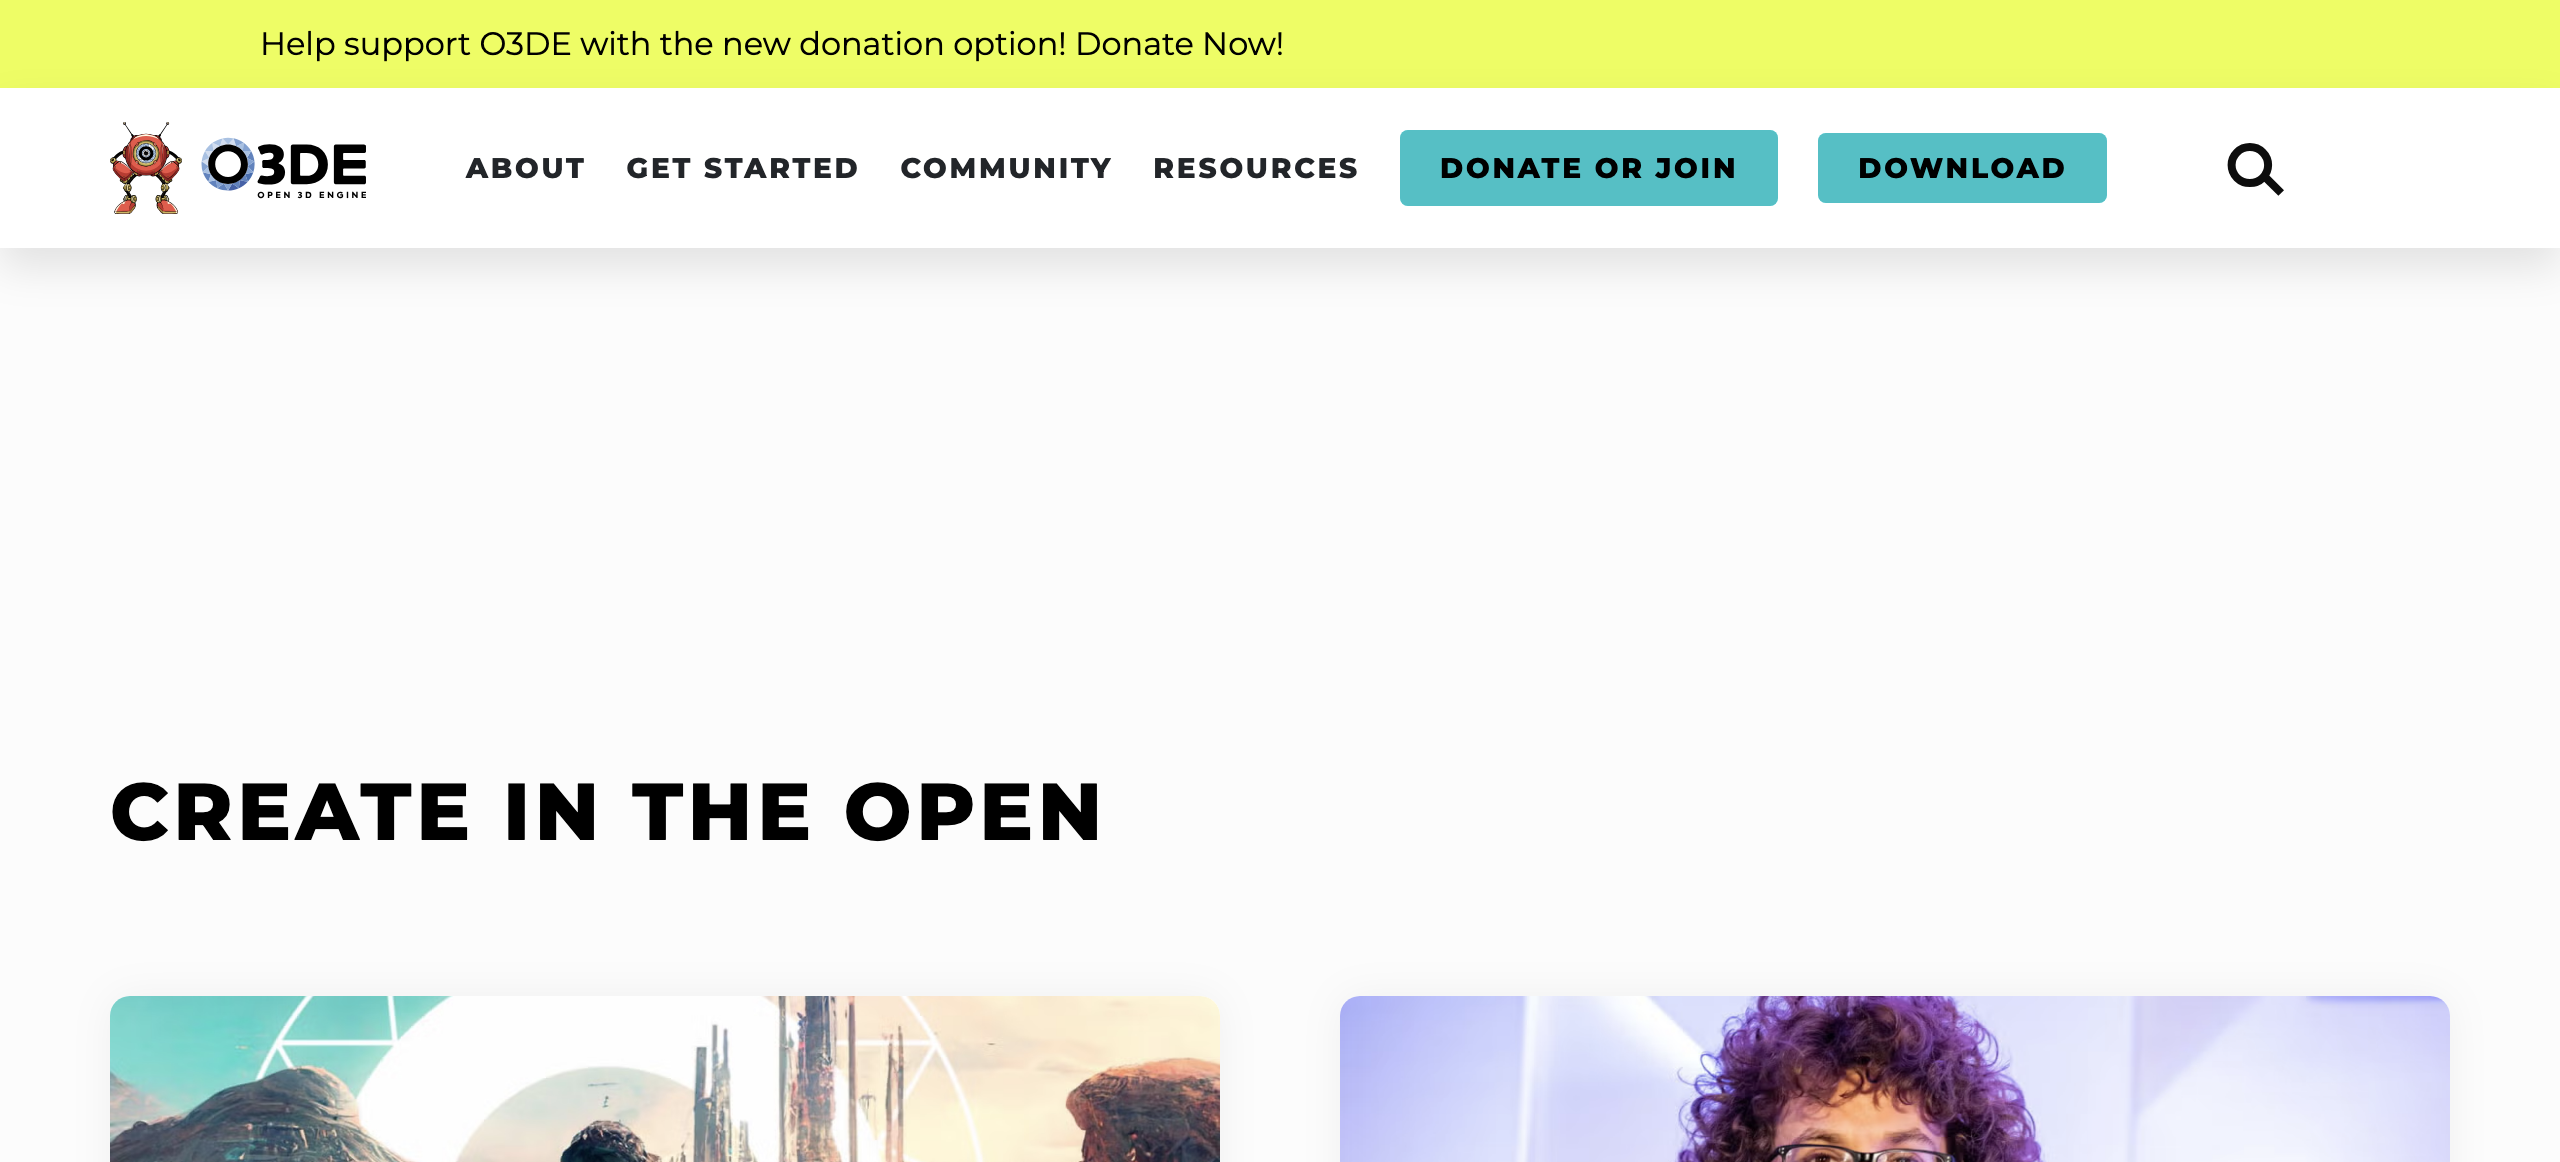 Help support O3DE with the new donation option! Donate Now!
O3DE
OPEN 3D ENGINE
ABOUT
GET STARTED
COMMUNITY
RESOURCES
DONATE OR JOIN
DOWNLOAD
CREATE IN THE OPEN